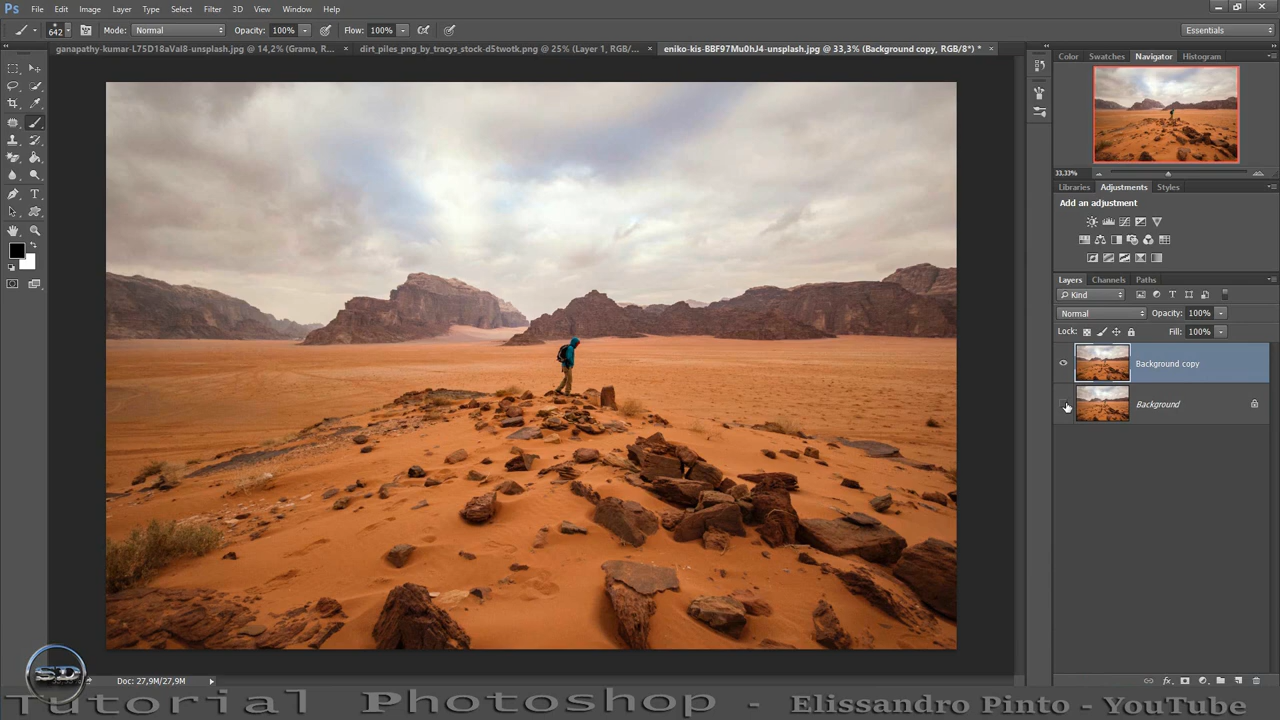 Ps File Edit Image Layer Type Select Filter 3D View Window Help
642 Mode: Normal Opacity: 100% Flow: 100% Essentials
ganapathy-kumar-L75D18aVal8-unsplash.jpg @ 14,2% (Grama, R... × dirt_piles_png_by_tracys_stock-d5twotk.png @ 25% (Layer 1, RGB/... × eniko-kis-BBF97Mu0hJ4-unsplash.jpg @ 33,3% (Background copy, RGB/8*) * ×
Color Swatches Navigator Histogram
33,33%
Libraries Adjustments Styles
Add an adjustment
Layers Channels Paths
Kind
Normal Opacity: 100%
Lock: Fill: 100%
Background copy
Background
SD
Doc: 27,9M/27,9M
Tutorial Photoshop - Elissandro Pinto - YouTube